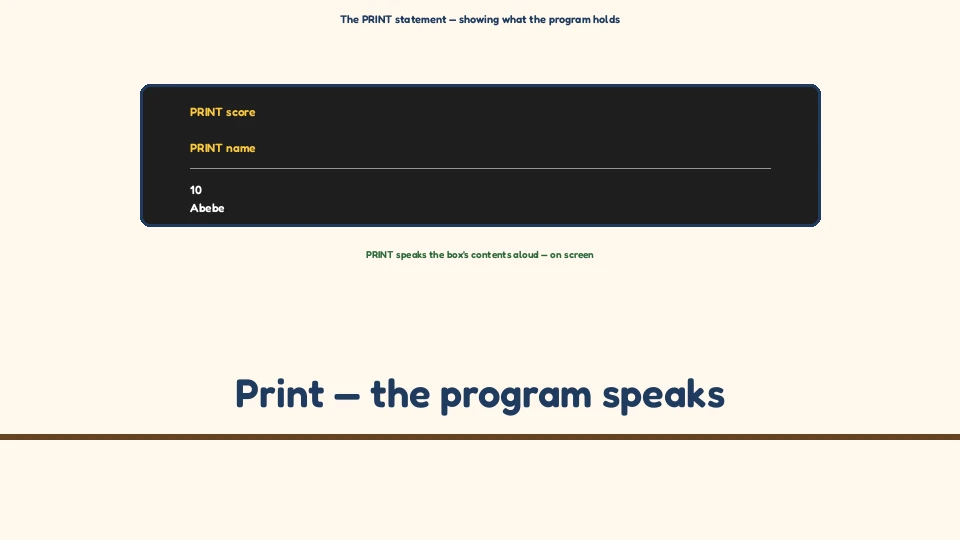 The PRINT statement — showing what the program holds
PRINT score
PRINT name
10
Abebe
PRINT speaks the box's contents aloud — on screen
Print — the program speaks